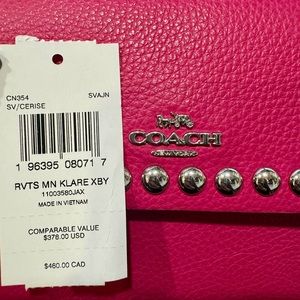 CN354
SV/CERISE
SVAJN
1 96395 08071 7
RVTS MN KLARE XBY
11003580JAX
MADE IN VIETNAM
COMPARABLE VALUE
$378.00 USD
$460.00 CAD
COACH
NEW YORK